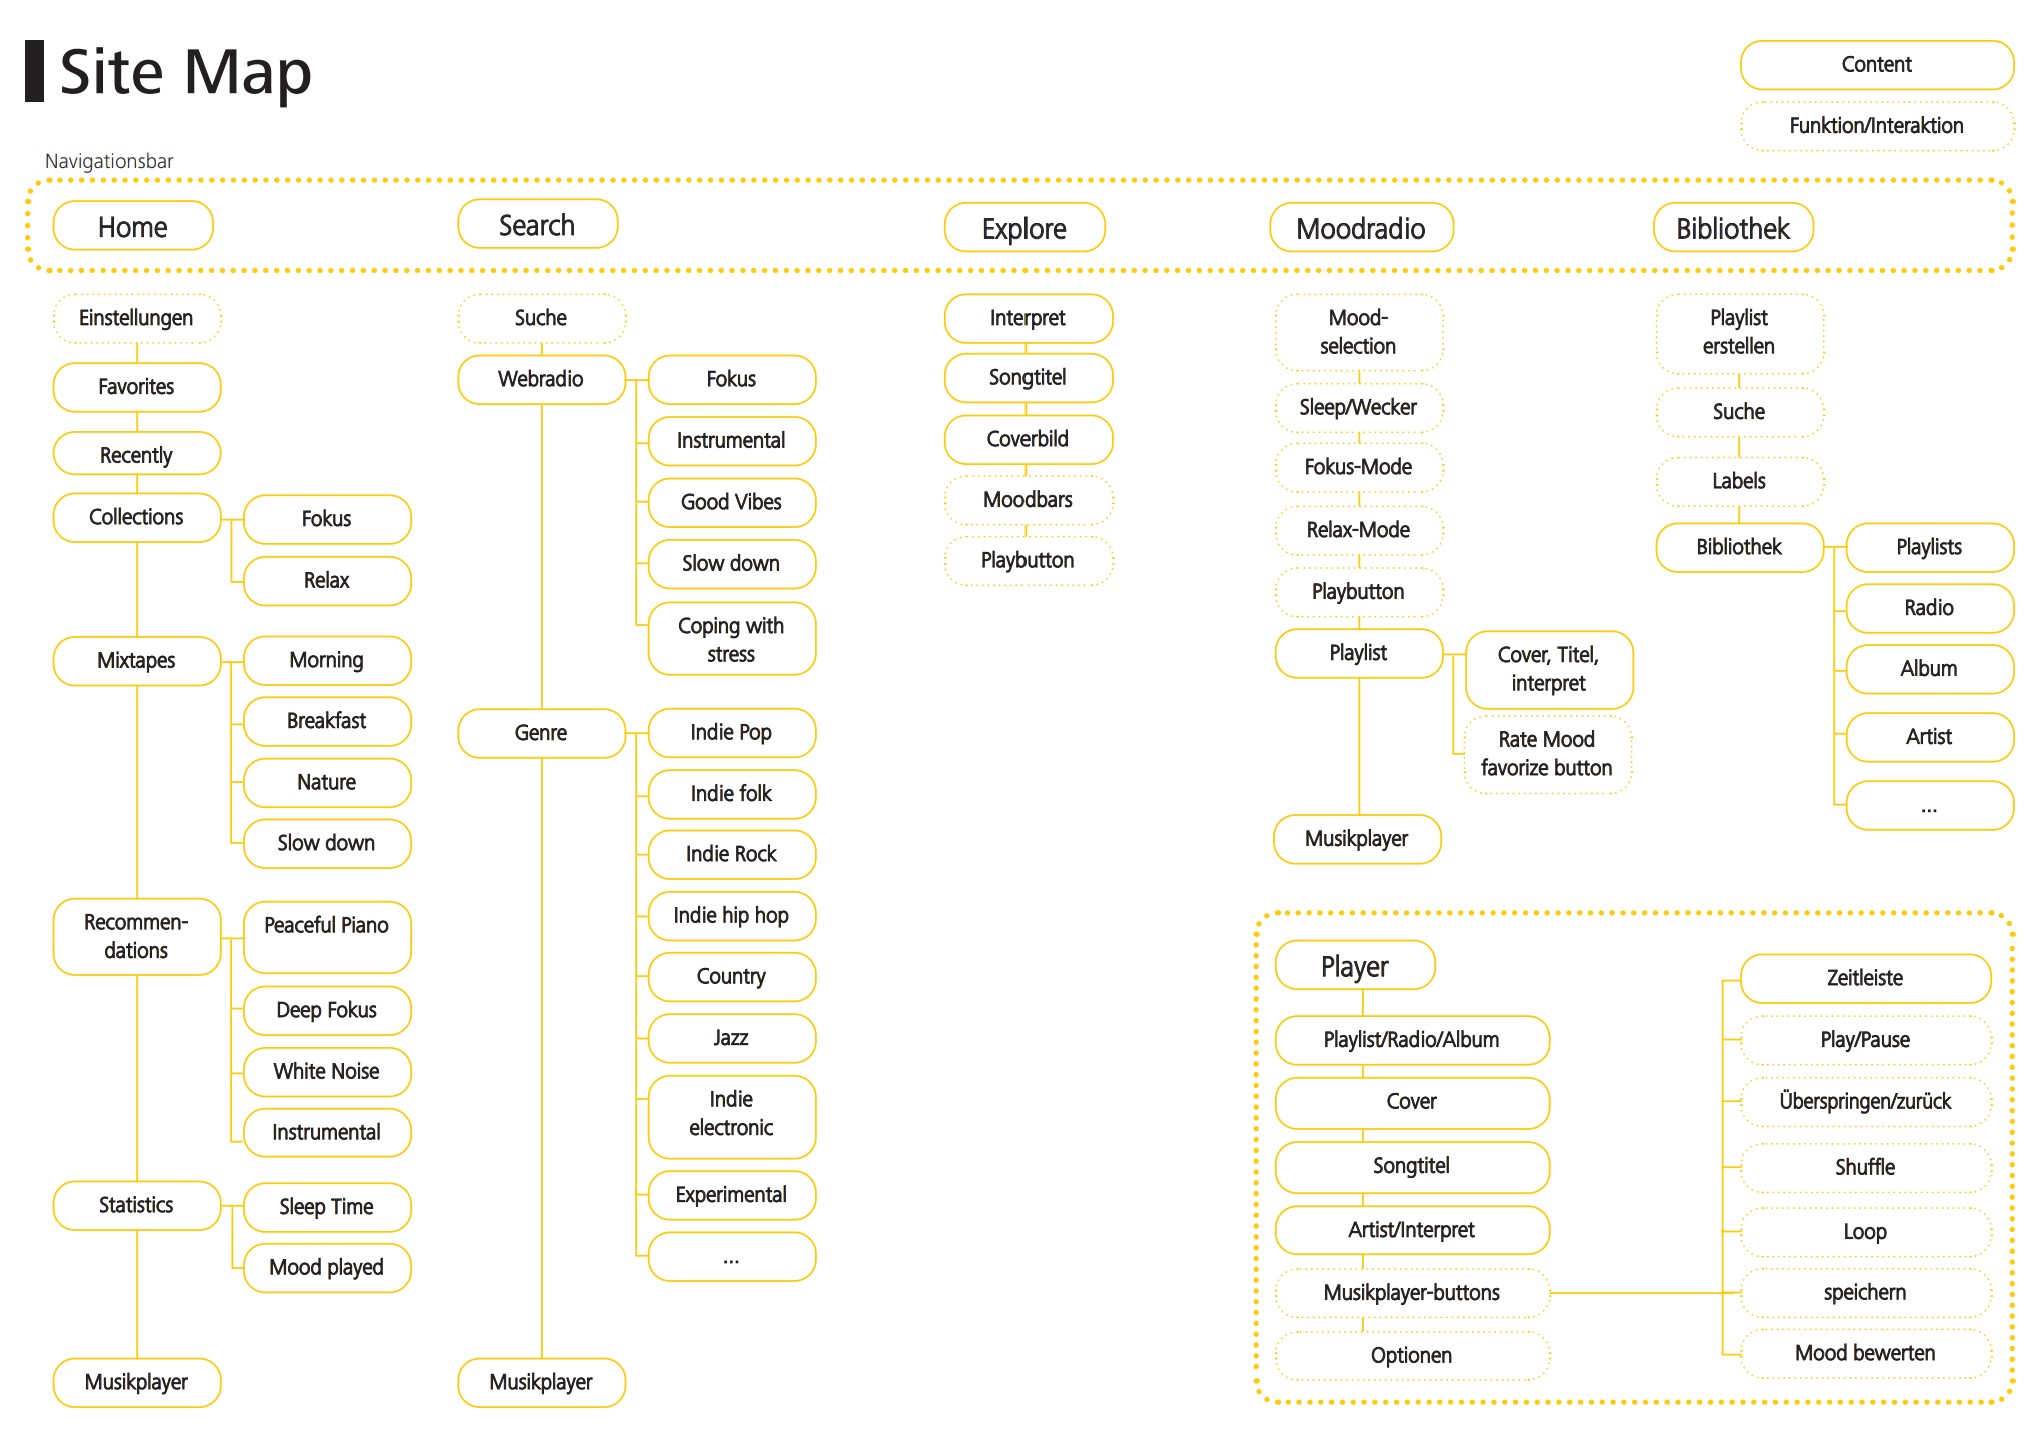 Site Map
Content
Funktion/Interaktion
Navigationsbar
Home
Search
Explore
Moodradio
Bibliothek
Einstellungen
Favorites
Recently
Collections
Fokus
Relax
Mixtapes
Morning
Breakfast
Nature
Slow down
Recommen-
dations
Peaceful Piano
Deep Fokus
White Noise
Instrumental
Statistics
Sleep Time
Mood played
Musikplayer
Suche
Webradio
Fokus
Instrumental
Good Vibes
Slow down
Coping with
stress
Genre
Indie Pop
Indie folk
Indie Rock
Indie hip hop
Country
Jazz
Indie
electronic
Experimental
...
Musikplayer
Interpret
Songtitel
Coverbild
Moodbars
Playbutton
Mood-
selection
Sleep/Wecker
Fokus-Mode
Relax-Mode
Playbutton
Playlist
Cover, Titel,
interpret
Rate Mood
favorize button
Musikplayer
Playlist
erstellen
Suche
Labels
Bibliothek
Playlists
Radio
Album
Artist
...
Player
Playlist/Radio/Album
Cover
Songtitel
Artist/Interpret
Musikplayer-buttons
Optionen
Zeitleiste
Play/Pause
Überspringen/zurück
Shuffle
Loop
speichern
Mood bewerten